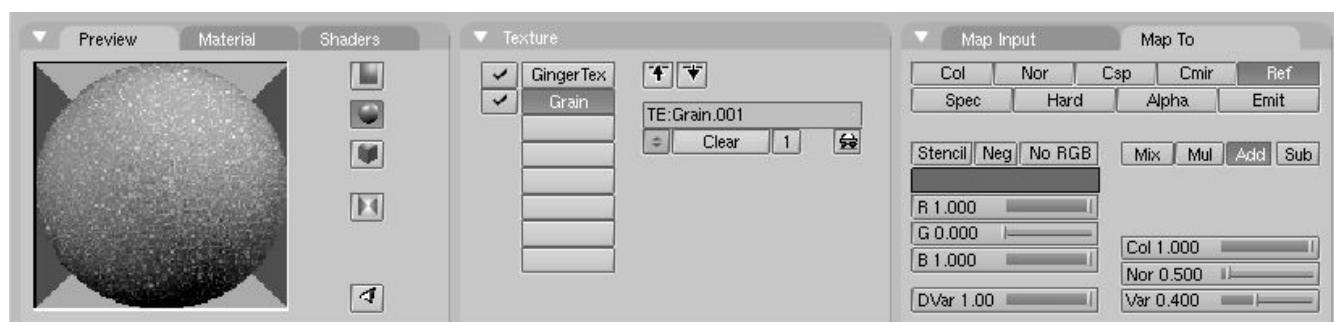 Preview Material Shaders
Texture
Map Input Map To
GingerTex
Grain
TE:Grain.001
Clear 1
Col Nor Csp Cmir Ref
Spec Hard Alpha Emit
Stencil Neg No RGB Mix Mul Add Sub
R 1.000
G 0.000
B 1.000
DVar 1.00
Col 1.000
Nor 0.500
Var 0.400